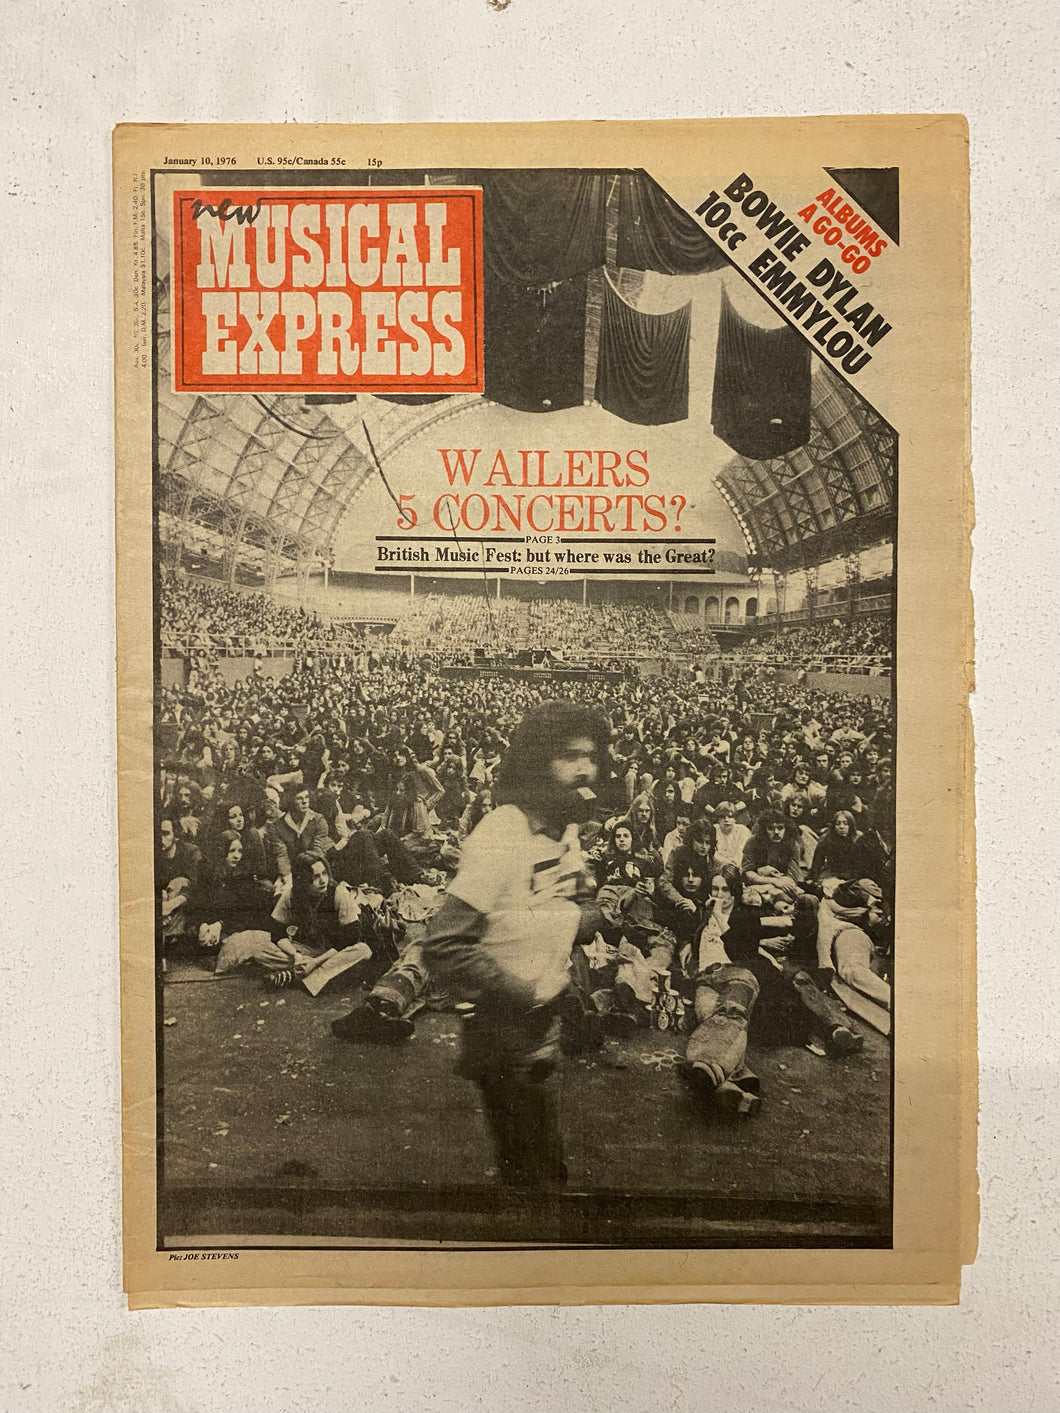 January 10, 1976 U.S. 95c/Canada 55c 15p
new
MUSICAL
EXPRESS
ALBUMS
A GO-GO
BOWIE DYLAN
10cc EMMYLOU
WAILERS
5 CONCERTS?
PAGE 3
British Music Fest: but where was the Great?
PAGES 24/26
Pic: JOE STEVENS